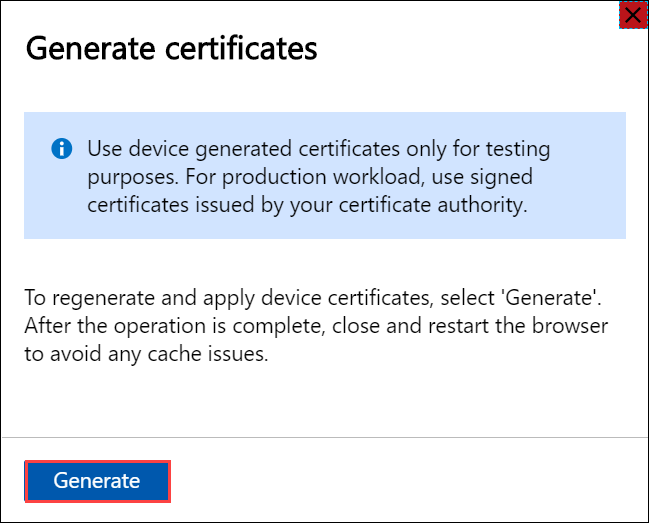 Generate certificates
Use device generated certificates only for testing
purposes. For production workload, use signed
certificates issued by your certificate authority.
To regenerate and apply device certificates, select 'Generate'.
After the operation is complete, close and restart the browser
to avoid any cache issues.
Generate